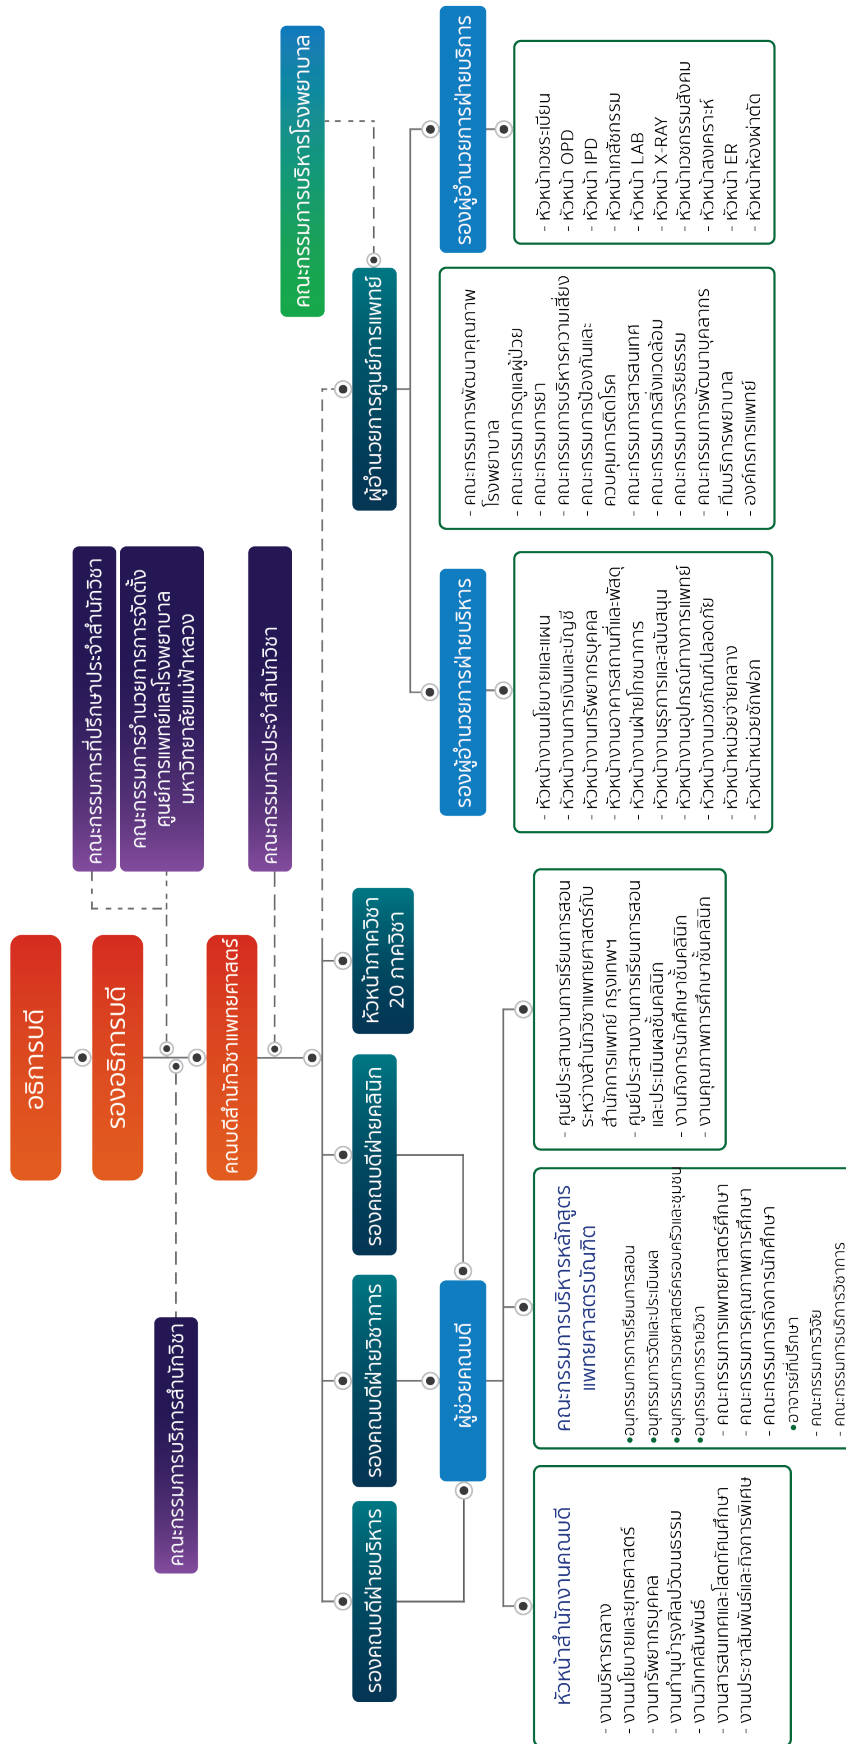 อธิการบดี
รองอธิการบดี
คณะกรรมการที่ปรึกษาประจำสำนักวิชา
คณะกรรมการอำนวยการการจัดตั้ง
ศูนย์การแพทย์และโรงพยาบาล
มหาวิทยาลัยแม่ฟ้าหลวง
คณะกรรมการบริการสำนักวิชา
คณบดีสำนักวิชาแพทยศาสตร์
คณะกรรมการประจำสำนักวิชา
คณะกรรมการบริหารโรงพยาบาล
รองคณบดีฝ่ายบริหาร
รองคณบดีฝ่ายวิชาการ
รองคณบดีฝ่ายคลินิก
หัวหน้าภาควิชา
20 ภาควิชา
ผู้อำนวยการศูนย์การแพทย์
ผู้ช่วยคณบดี
รองผู้อำนวยการฝ่ายบริหาร
รองผู้อำนวยการฝ่ายบริการ
หัวหน้าสำนักงานคณบดี
- งานบริหารกลาง
- งานนโยบายและยุทธศาสตร์
- งานทรัพยากรบุคคล
- งานทำนุบำรุงศิลปวัฒนธรรม
- งานวิเทศสัมพันธ์
- งานสารสนเทศและโสตทัศนศึกษา
- งานประชาสัมพันธ์และกิจการพิเศษ
คณะกรรมการบริหารหลักสูตร
แพทยศาสตรบัณฑิต
•อนุกรรมการการเรียนการสอน
•อนุกรรมการวัดและประเมินผล
•อนุกรรมการเวชศาสตร์ครอบครัวและชุมชน
•อนุกรรมการรายวิชา
- คณะกรรมการแพทยศาสตร์ศึกษา
- คณะกรรมการคุณภาพการศึกษา
- คณะกรรมการกิจการนักศึกษา
•อาจารย์ที่ปรึกษา
- คณะกรรมการวิจัย
- คณะกรรมการบริการวิชาการ
- ศูนย์ประสานงานการเรียนการสอน
ระหว่างสำนักวิชาแพทยศาสตร์กับ
สำนักการแพทย์ กรุงเทพฯ
- ศูนย์ประสานงานการเรียนการสอน
และประเมินผลชั้นคลินิก
- งานกิจการนักศึกษาชั้นคลินิก
- งานคุณภาพการศึกษาชั้นคลินิก
- หัวหน้างานนโยบายและแผน
- หัวหน้างานการเงินและบัญชี
- หัวหน้างานทรัพยากรบุคคล
- หัวหน้างานอาคารสถานที่และพัสดุ
- หัวหน้างานฝ่ายโภชนาการ
- หัวหน้างานธุรการและสนับสนุน
- หัวหน้างานอุปกรณ์ทางการแพทย์
- หัวหน้างานเวชภัณฑ์ปลอดภัย
- หัวหน้าหน่วยจ่ายกลาง
- หัวหน้าหน่วยซักฟอก
- คณะกรรมการพัฒนาคุณภาพ
โรงพยาบาล
- คณะกรรมการดูแลผู้ป่วย
- คณะกรรมการยา
- คณะกรรมการบริหารความเสี่ยง
- คณะกรรมการป้องกันและ
ควบคุมการติดโรค
- คณะกรรมการสารสนเทศ
- คณะกรรมการสิ่งแวดล้อม
- คณะกรรมการจริยธรรม
- คณะกรรมการพัฒนาบุคลากร
- ทีมบริการพยาบาล
- องค์กรการแพทย์
- หัวหน้าเวชระเบียน
- หัวหน้า OPD
- หัวหน้า IPD
- หัวหน้าเภสัชกรรม
- หัวหน้า LAB
- หัวหน้า X-RAY
- หัวหน้าเวชกรรมสังคม
- หัวหน้าสงเคราะห์
- หัวหน้า ER
- หัวหน้าห้องผ่าตัด